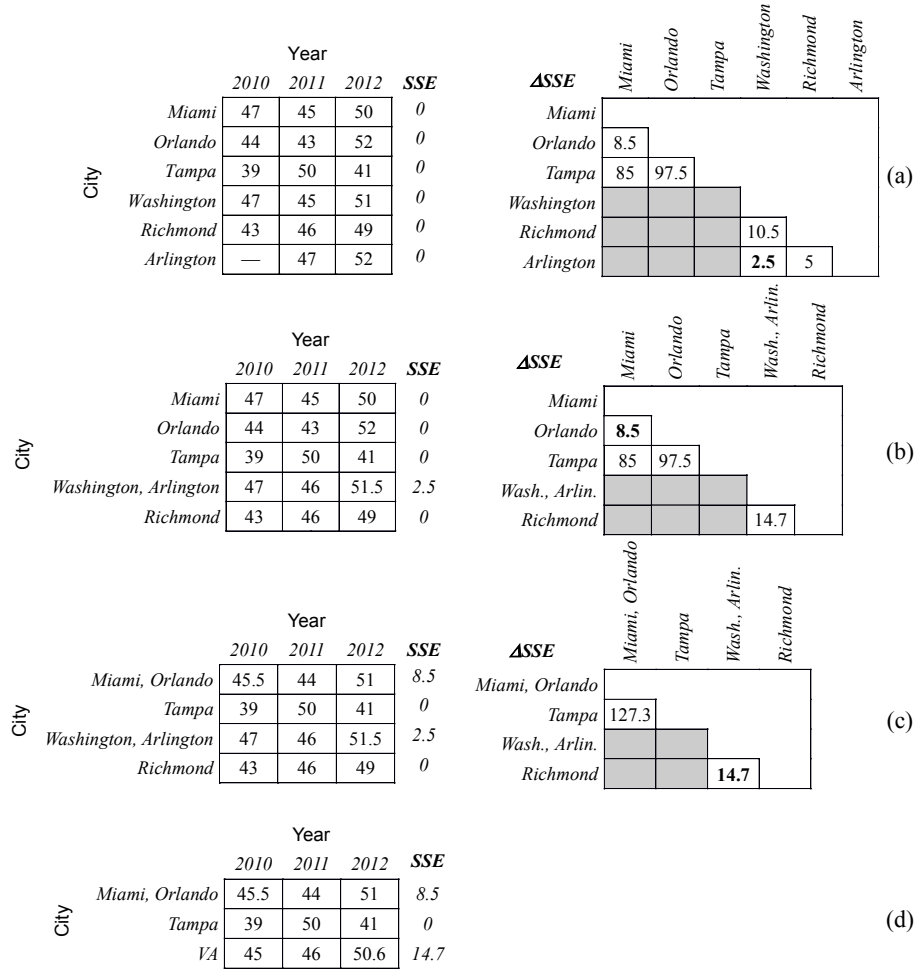 Year
2010 2011 2012 SSE
City
Miami 47 45 50 0
Orlando 44 43 52 0
Tampa 39 50 41 0
Washington 47 45 51 0
Richmond 43 46 49 0
Arlington — 47 52 0
ΔSSE Miami Orlando Tampa Washington Richmond Arlington
Miami
Orlando 8.5
Tampa 85 97.5
Washington
Richmond 10.5
Arlington 2.5 5
(a)
Year
2010 2011 2012 SSE
City
Miami 47 45 50 0
Orlando 44 43 52 0
Tampa 39 50 41 0
Washington, Arlington 47 46 51.5 2.5
Richmond 43 46 49 0
ΔSSE Miami Orlando Tampa Wash., Arlin. Richmond
Miami
Orlando 8.5
Tampa 85 97.5
Wash., Arlin.
Richmond 14.7
(b)
Year
2010 2011 2012 SSE
City
Miami, Orlando 45.5 44 51 8.5
Tampa 39 50 41 0
Washington, Arlington 47 46 51.5 2.5
Richmond 43 46 49 0
ΔSSE Miami, Orlando Tampa Wash., Arlin. Richmond
Miami, Orlando
Tampa 127.3
Wash., Arlin.
Richmond 14.7
(c)
Year
2010 2011 2012 SSE
City
Miami, Orlando 45.5 44 51 8.5
Tampa 39 50 41 0
VA 45 46 50.6 14.7
(d)